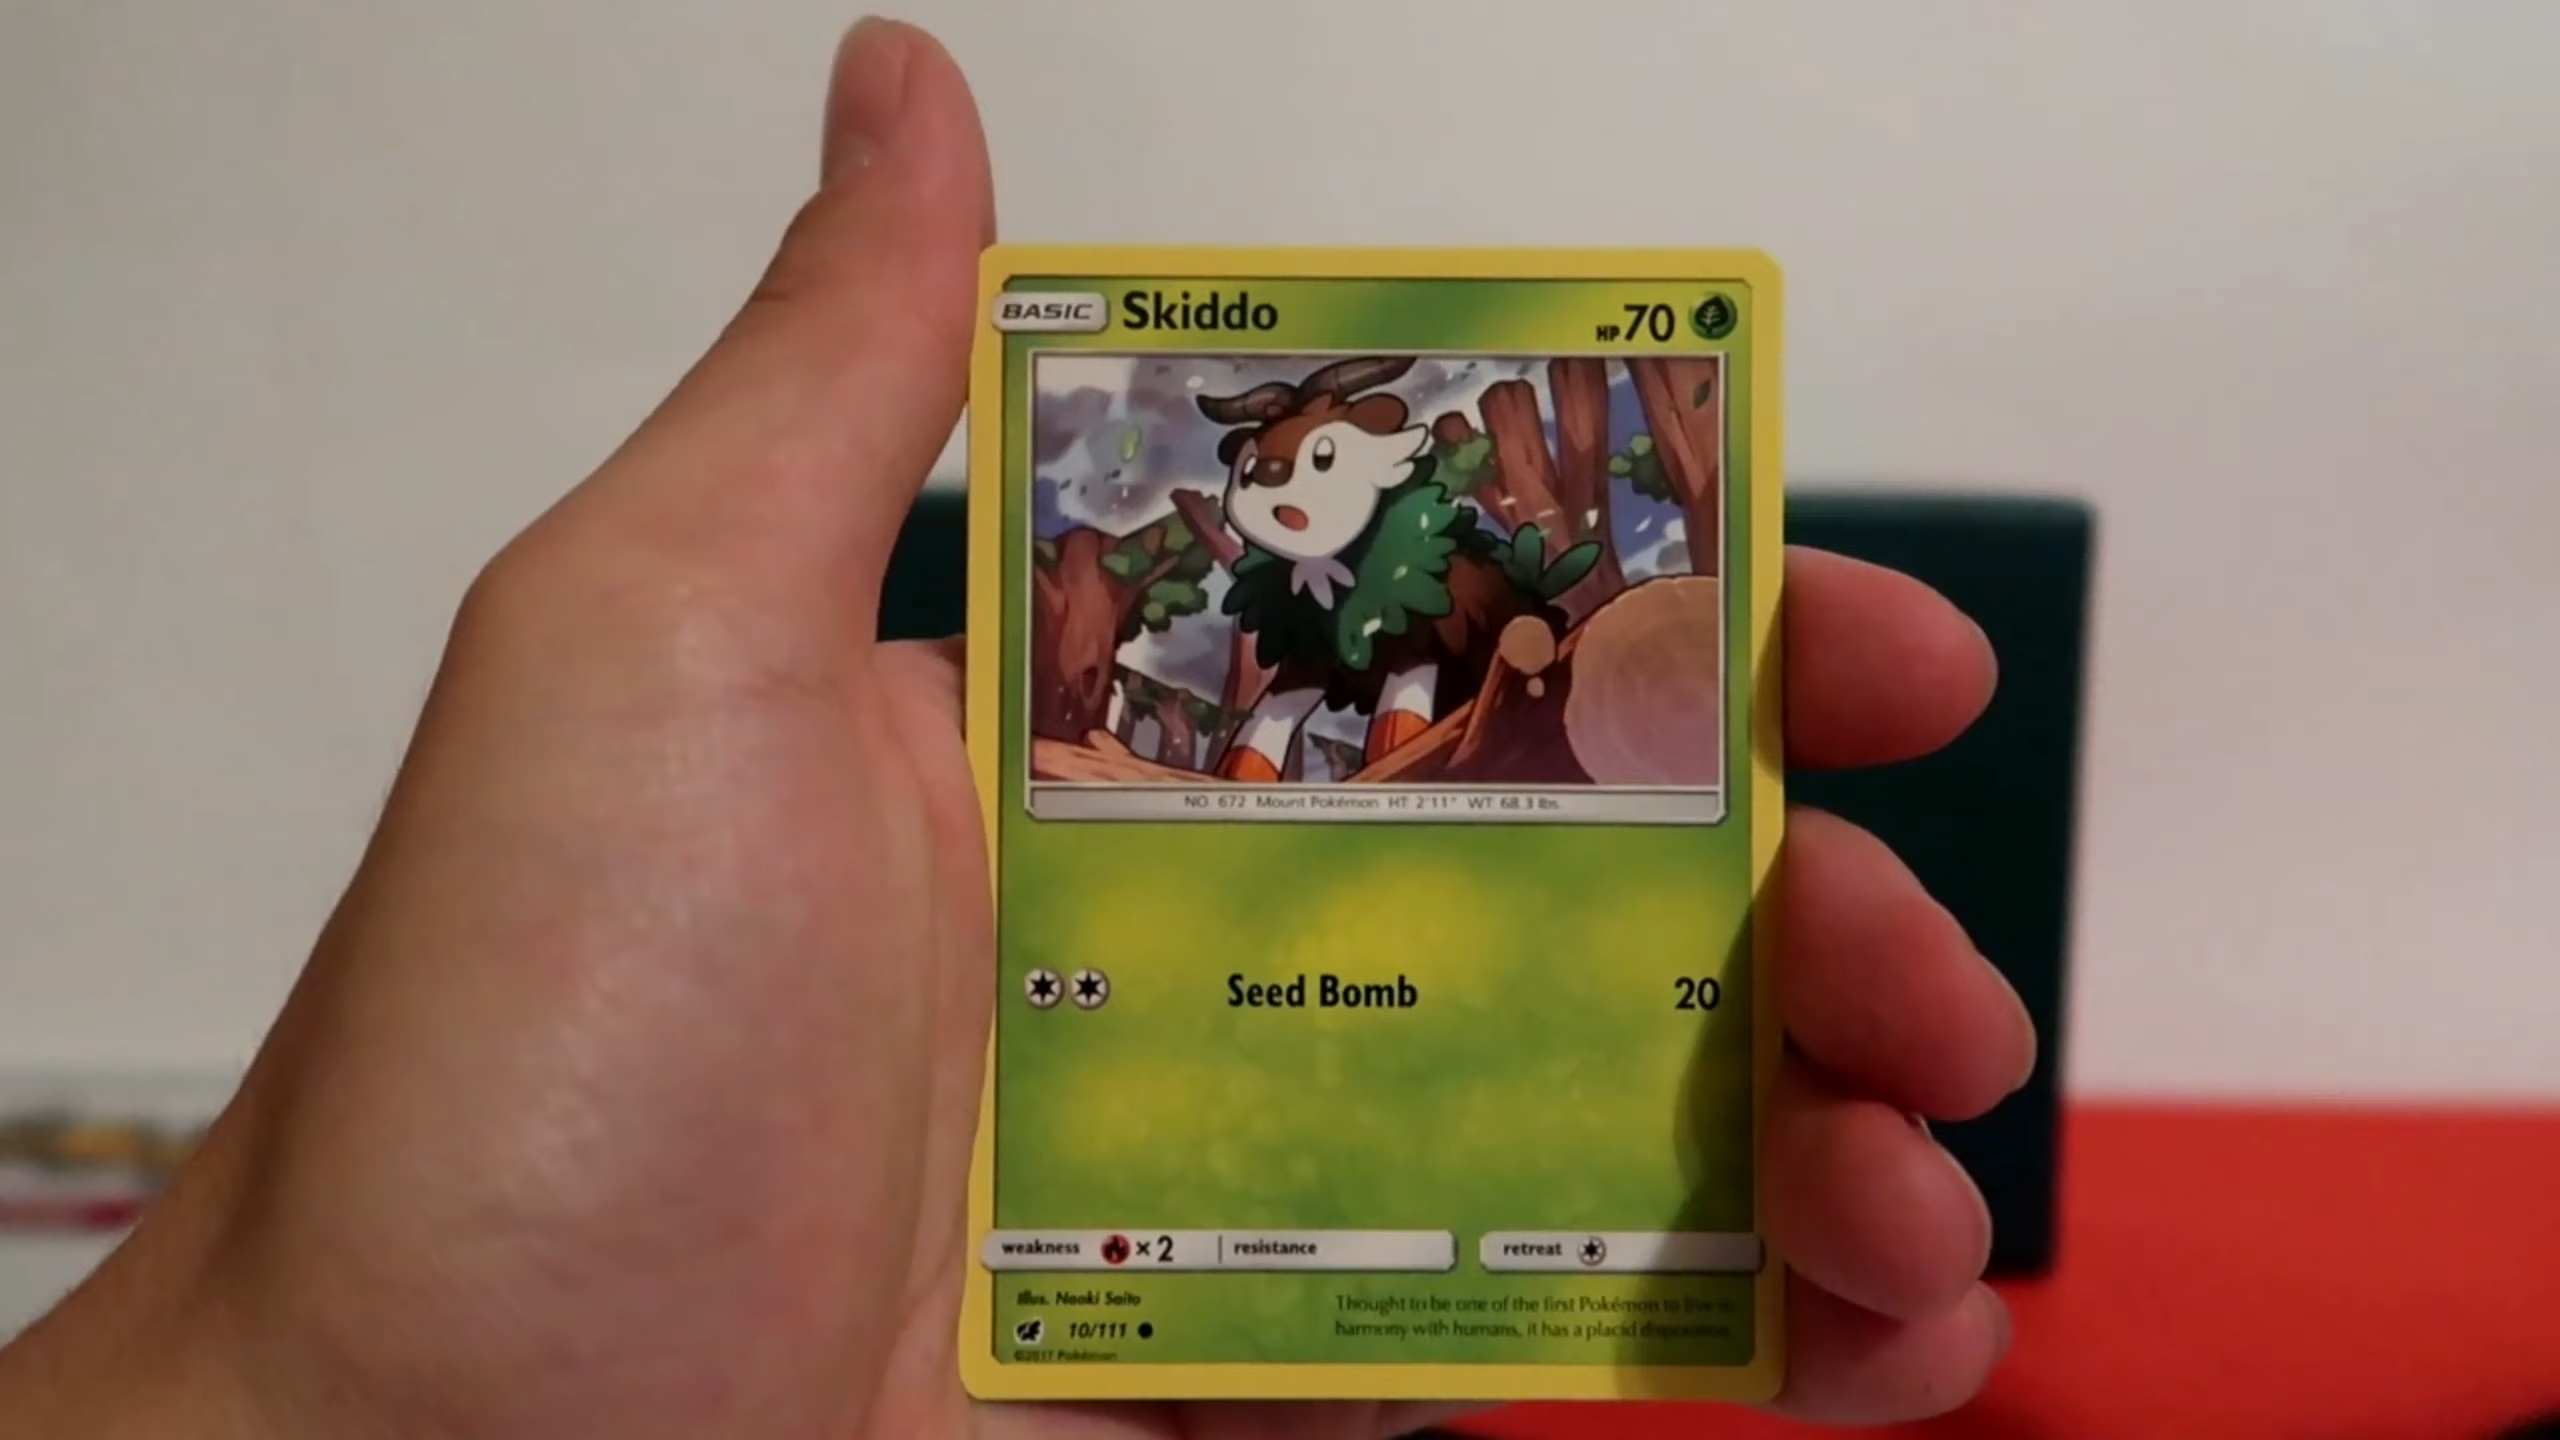 BASIC Skiddo HP 70
NO. 672 Mount Pokémon HT: 2'11" WT: 68.3 lbs.
Seed Bomb 20
weakness × 2 resistance retreat
Illus. Naoki Saito
Thought to be one of the first Pokémon to live in
harmony with humans, it has a placid disposition.
10/111
©2017 Pokémon